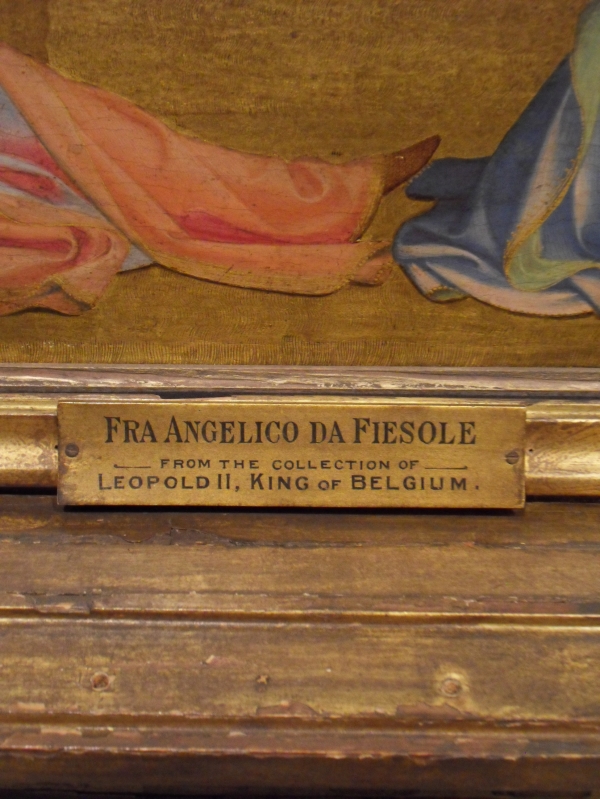 FRA ANGELICO DA FIESOLE
FROM THE COLLECTION OF
LEOPOLD II, KING OF BELGIUM.